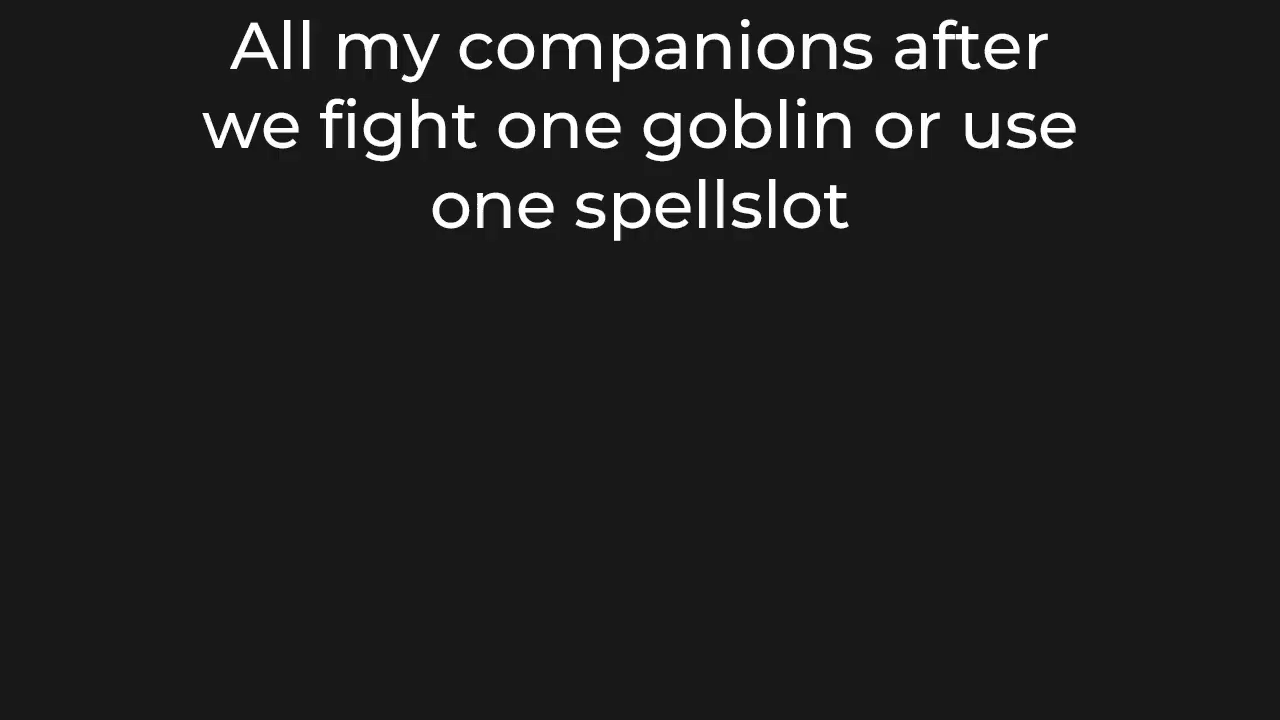 All my companions after
we fight one goblin or use
one spellslot